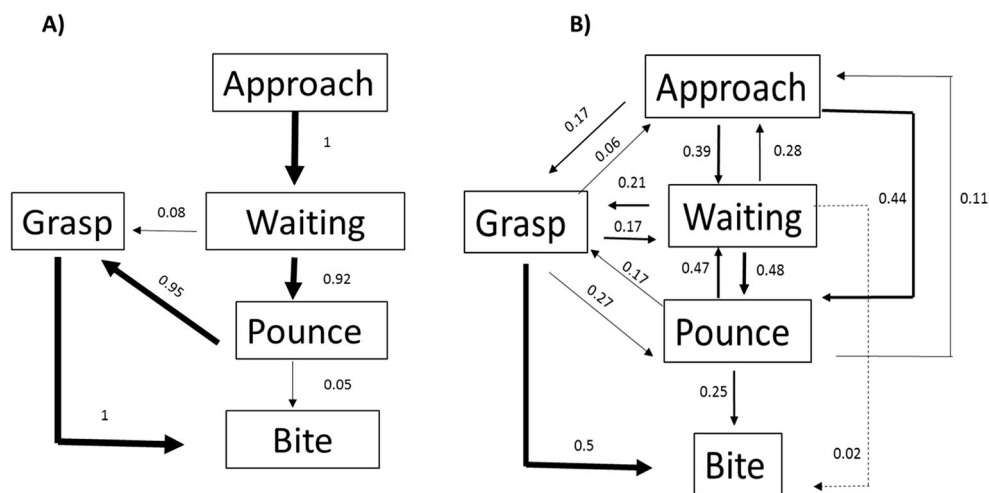 A)
Approach
1
Grasp
0.08
Waiting
0.95
0.92
Pounce
0.05
1
Bite
B)
Approach
0.17
0.06
0.39
0.28
0.44
0.11
0.21
Grasp
Waiting
0.17
0.17
0.47
0.48
0.27
Pounce
0.25
0.5
0.02
Bite